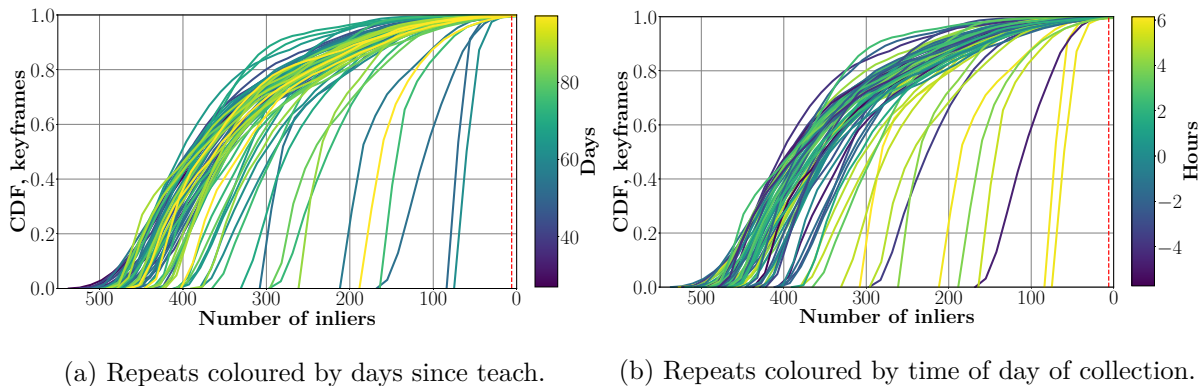 1.0
0.8
0.6
0.4
0.2
0.0
CDF, keyframes
500 400 300 200 100 0
Number of inliers
80
60
40
Days
1.0
0.8
0.6
0.4
0.2
0.0
CDF, keyframes
500 400 300 200 100 0
Number of inliers
6
4
2
0
−2
−4
Hours
(a) Repeats coloured by days since teach.
(b) Repeats coloured by time of day of collection.